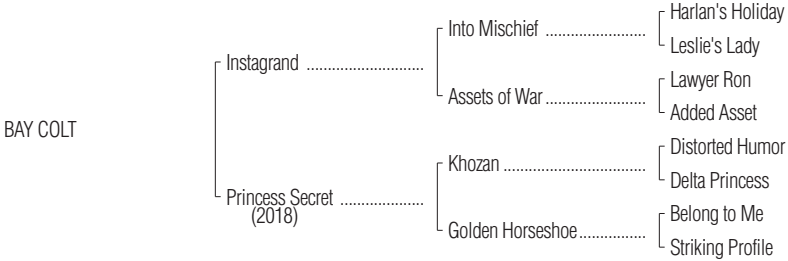 Harlan's Holiday
Into Mischief ........................
Leslie's Lady
Instagrand ............................
Lawyer Ron
Assets of War ........................
Added Asset
BAY COLT
Distorted Humor
Khozan ..................................
Delta Princess
Princess Secret ....................
(2018)
Belong to Me
Golden Horseshoe ................
Striking Profile